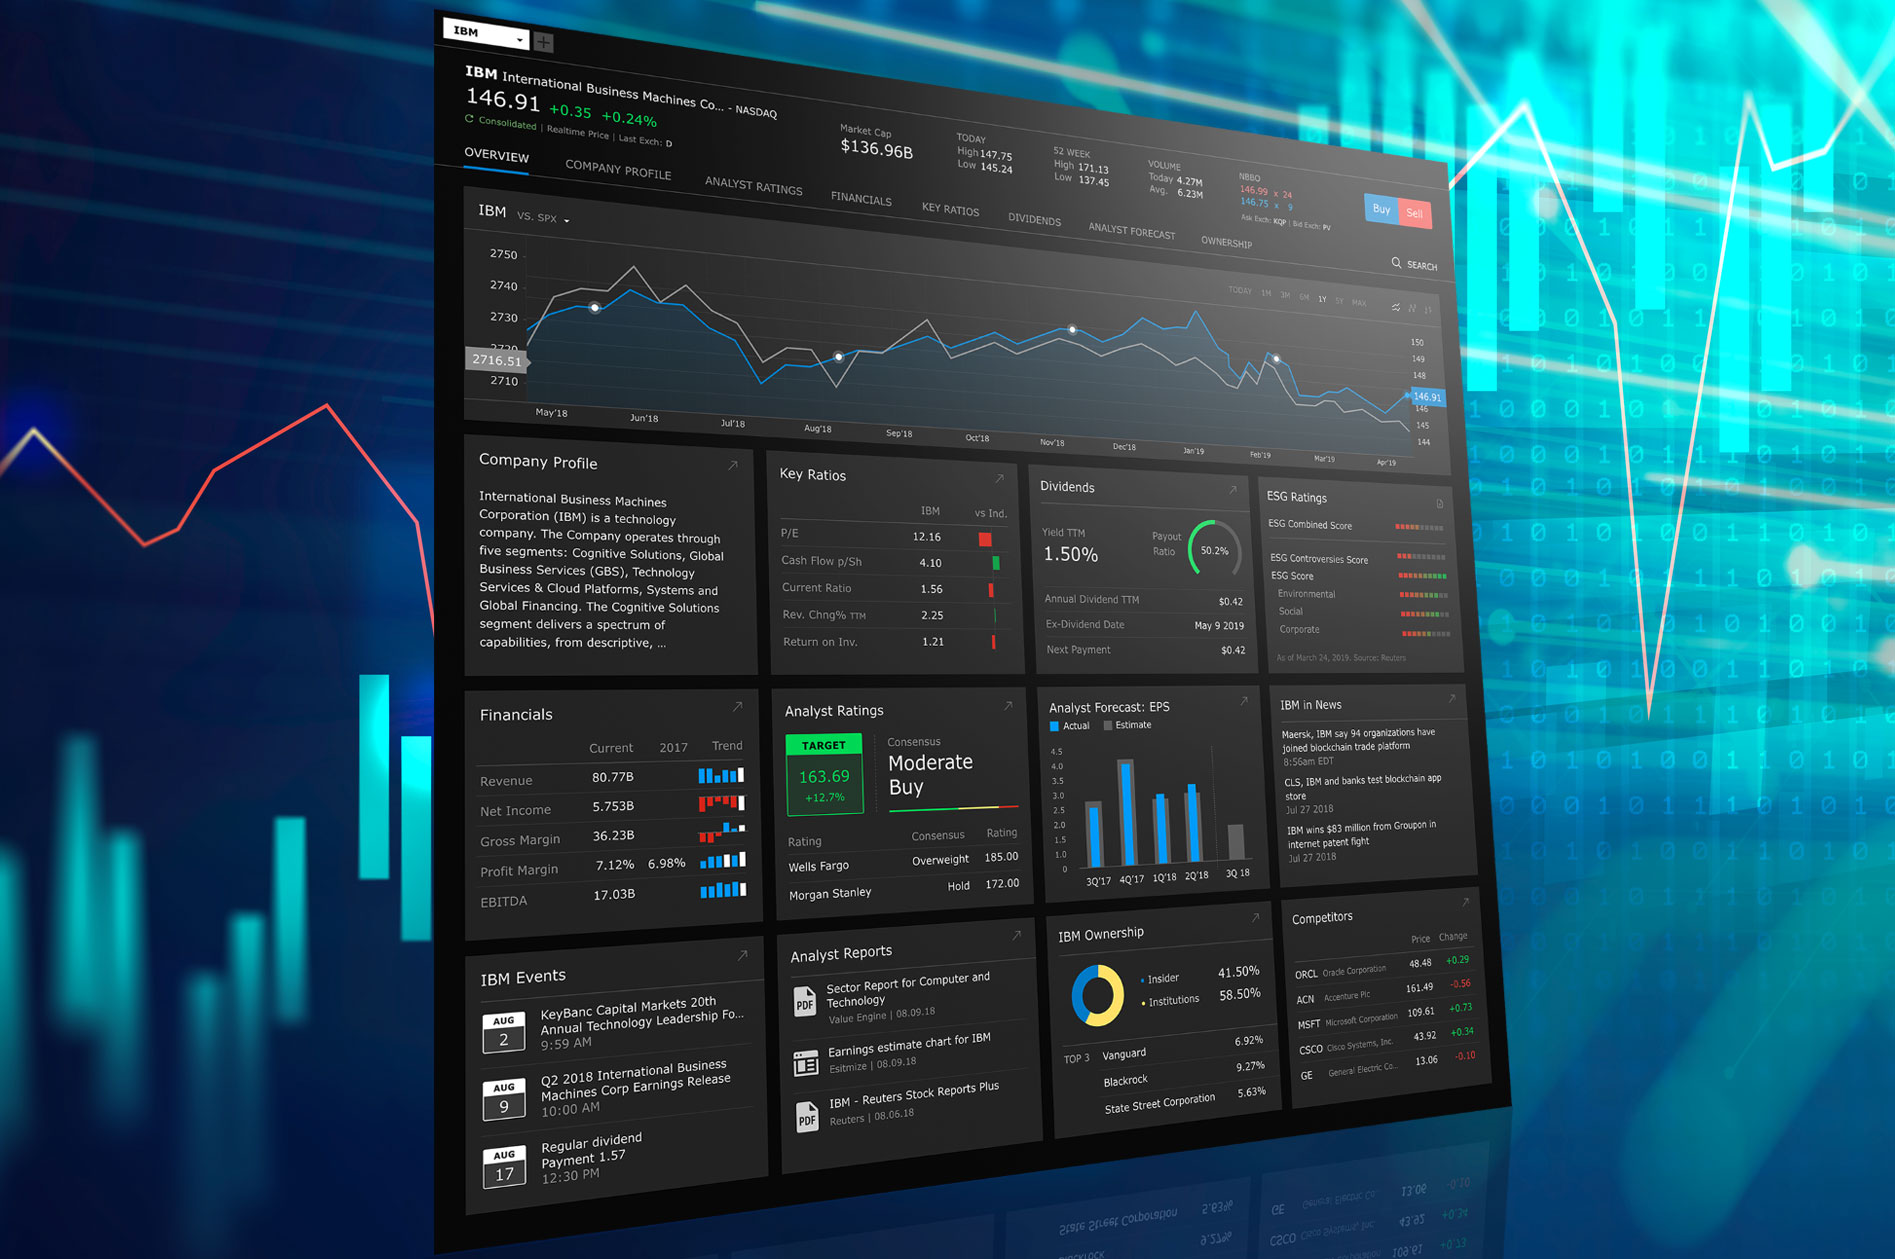 IBM
IBM International Business Machines Co... - NASDAQ
146.91 +0.35 +0.24%
Consolidated | Realtime Price | Last Exch: D
Market Cap
$136.96B
TODAY
High 147.75
Low 145.24
52 WEEK
High 171.13
Low 137.45
VOLUME
Today 4.27M
Avg. 6.23M
NBBO
146.99 x 24
146.75 x 9
Ask Exch: KQP | Bid Exch: PV
Buy Sell
OVERVIEW COMPANY PROFILE ANALYST RATINGS FINANCIALS KEY RATIOS DIVIDENDS ANALYST FORECAST OWNERSHIP
SEARCH
IBM VS. SPX
TODAY 1M 3M 6M 1Y 5Y MAX
2750
2740
2730
2720
2716.51
2710
150
149
148
146.91
146
145
144
May'18 Jun'18 Jul'18 Aug'18 Sep'18 Oct'18 Nov'18 Dec'18 Jan'19 Feb'19 Mar'19 Apr'19
Company Profile
International Business Machines
Corporation (IBM) is a technology
company. The Company operates through
five segments: Cognitive Solutions, Global
Business Services (GBS), Technology
Services & Cloud Platforms, Systems and
Global Financing. The Cognitive Solutions
segment delivers a spectrum of
capabilities, from descriptive, ...
Key Ratios
IBM vs Ind.
P/E 12.16
Cash Flow p/Sh 4.10
Current Ratio 1.56
Rev. Chng% TTM 2.25
Return on Inv. 1.21
Dividends
Yield TTM
1.50%
Payout
Ratio
50.2%
Annual Dividend TTM $0.42
Ex-Dividend Date May 9 2019
Next Payment $0.42
ESG Ratings
ESG Combined Score
ESG Controversies Score
ESG Score
Environmental
Social
Corporate
As of March 24, 2019. Source: Reuters
Financials
Current 2017 Trend
Revenue 80.77B
Net Income 5.753B
Gross Margin 36.23B
Profit Margin 7.12% 6.98%
EBITDA 17.03B
Analyst Ratings
TARGET
163.69
+12.7%
Consensus
Moderate
Buy
Rating Consensus Rating
Wells Fargo Overweight 185.00
Morgan Stanley Hold 172.00
Analyst Forecast: EPS
Actual Estimate
4.5
4.0
3.5
3.0
2.5
2.0
1.5
1.0
0
3Q'17 4Q'17 1Q'18 2Q'18 3Q 18
IBM in News
Maersk, IBM say 94 organizations have
joined blockchain trade platform
8:56am EDT
CLS, IBM and banks test blockchain app
store
Jul 27 2018
IBM wins $83 million from Groupon in
internet patent fight
Jul 27 2018
IBM Events
AUG
2
KeyBanc Capital Markets 20th
Annual Technology Leadership Fo...
9:59 AM
AUG
9
Q2 2018 International Business
Machines Corp Earnings Release
10:00 AM
AUG
17
Regular dividend
Payment 1.57
12:30 PM
Analyst Reports
PDF
Sector Report for Computer and
Technology
Value Engine | 08.09.18
Earnings estimate chart for IBM
Esitmize | 08.09.18
PDF
IBM - Reuters Stock Reports Plus
Reuters | 08.06.18
IBM Ownership
Insider 41.50%
Institutions 58.50%
TOP 3 Vanguard 6.92%
Blackrock 9.27%
State Street Corporation 5.63%
Competitors
Price Change
ORCL Oracle Corporation 48.48 +0.29
ACN Accenture Plc 161.49 -0.56
MSFT Microsoft Corporation 109.61 +0.73
CSCO Cisco Systems, Inc. 43.92 +0.34
GE General Electric Co... 13.06 -0.10